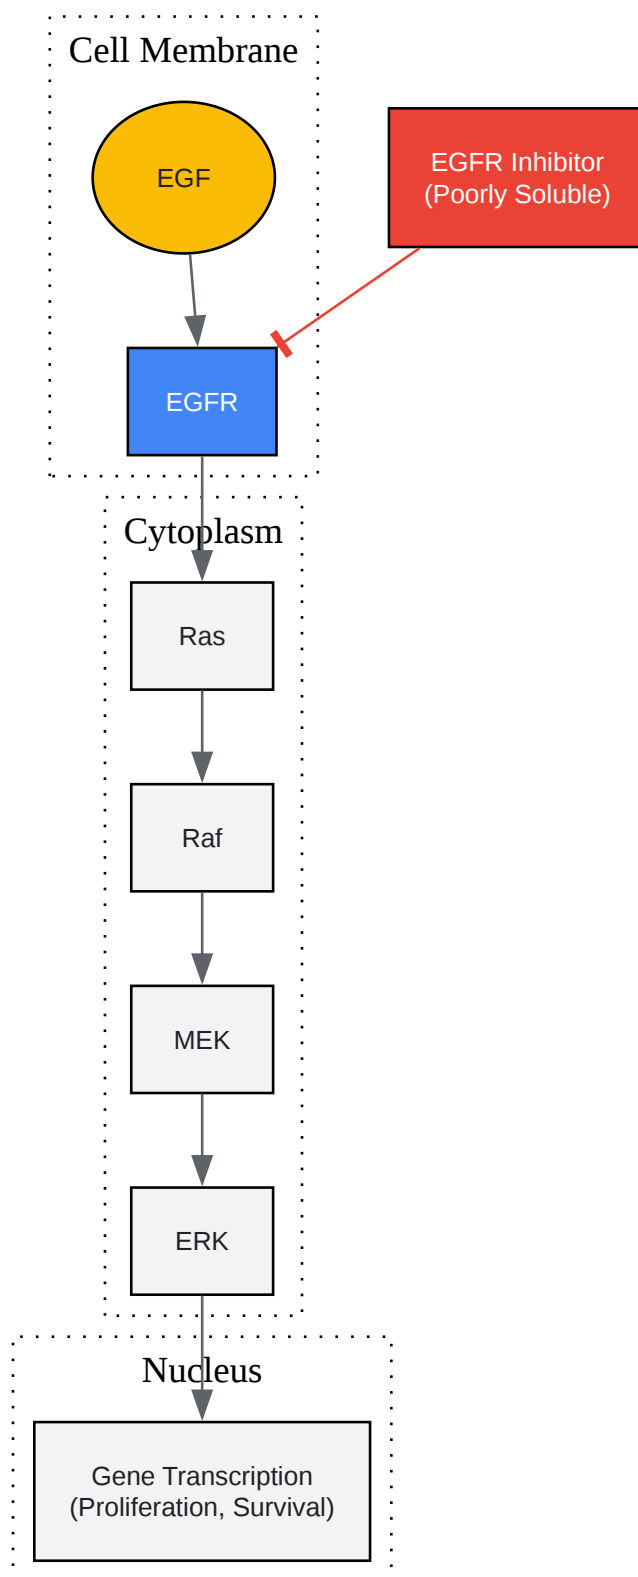 Cell Membrane
EGF
EGFR Inhibitor
(Poorly Soluble)
EGFR
Cytoplasm
Ras
Raf
MEK
ERK
Nucleus
Gene Transcription
(Proliferation, Survival)